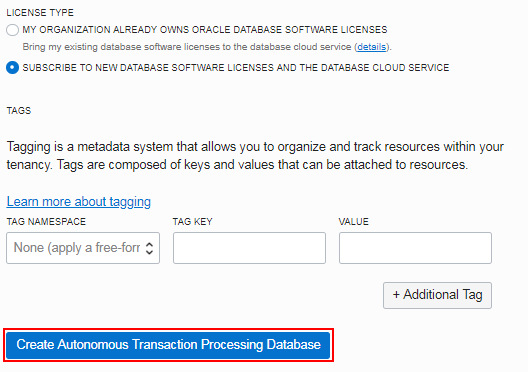 LICENSE TYPE
MY ORGANIZATION ALREADY OWNS ORACLE DATABASE SOFTWARE LICENSES
Bring my existing database software licenses to the database cloud service (details).
SUBSCRIBE TO NEW DATABASE SOFTWARE LICENSES AND THE DATABASE CLOUD SERVICE
TAGS
Tagging is a metadata system that allows you to organize and track resources within your
tenancy. Tags are composed of keys and values that can be attached to resources.
Learn more about tagging
TAG NAMESPACE TAG KEY VALUE
None (apply a free-forr
+ Additional Tag
Create Autonomous Transaction Processing Database